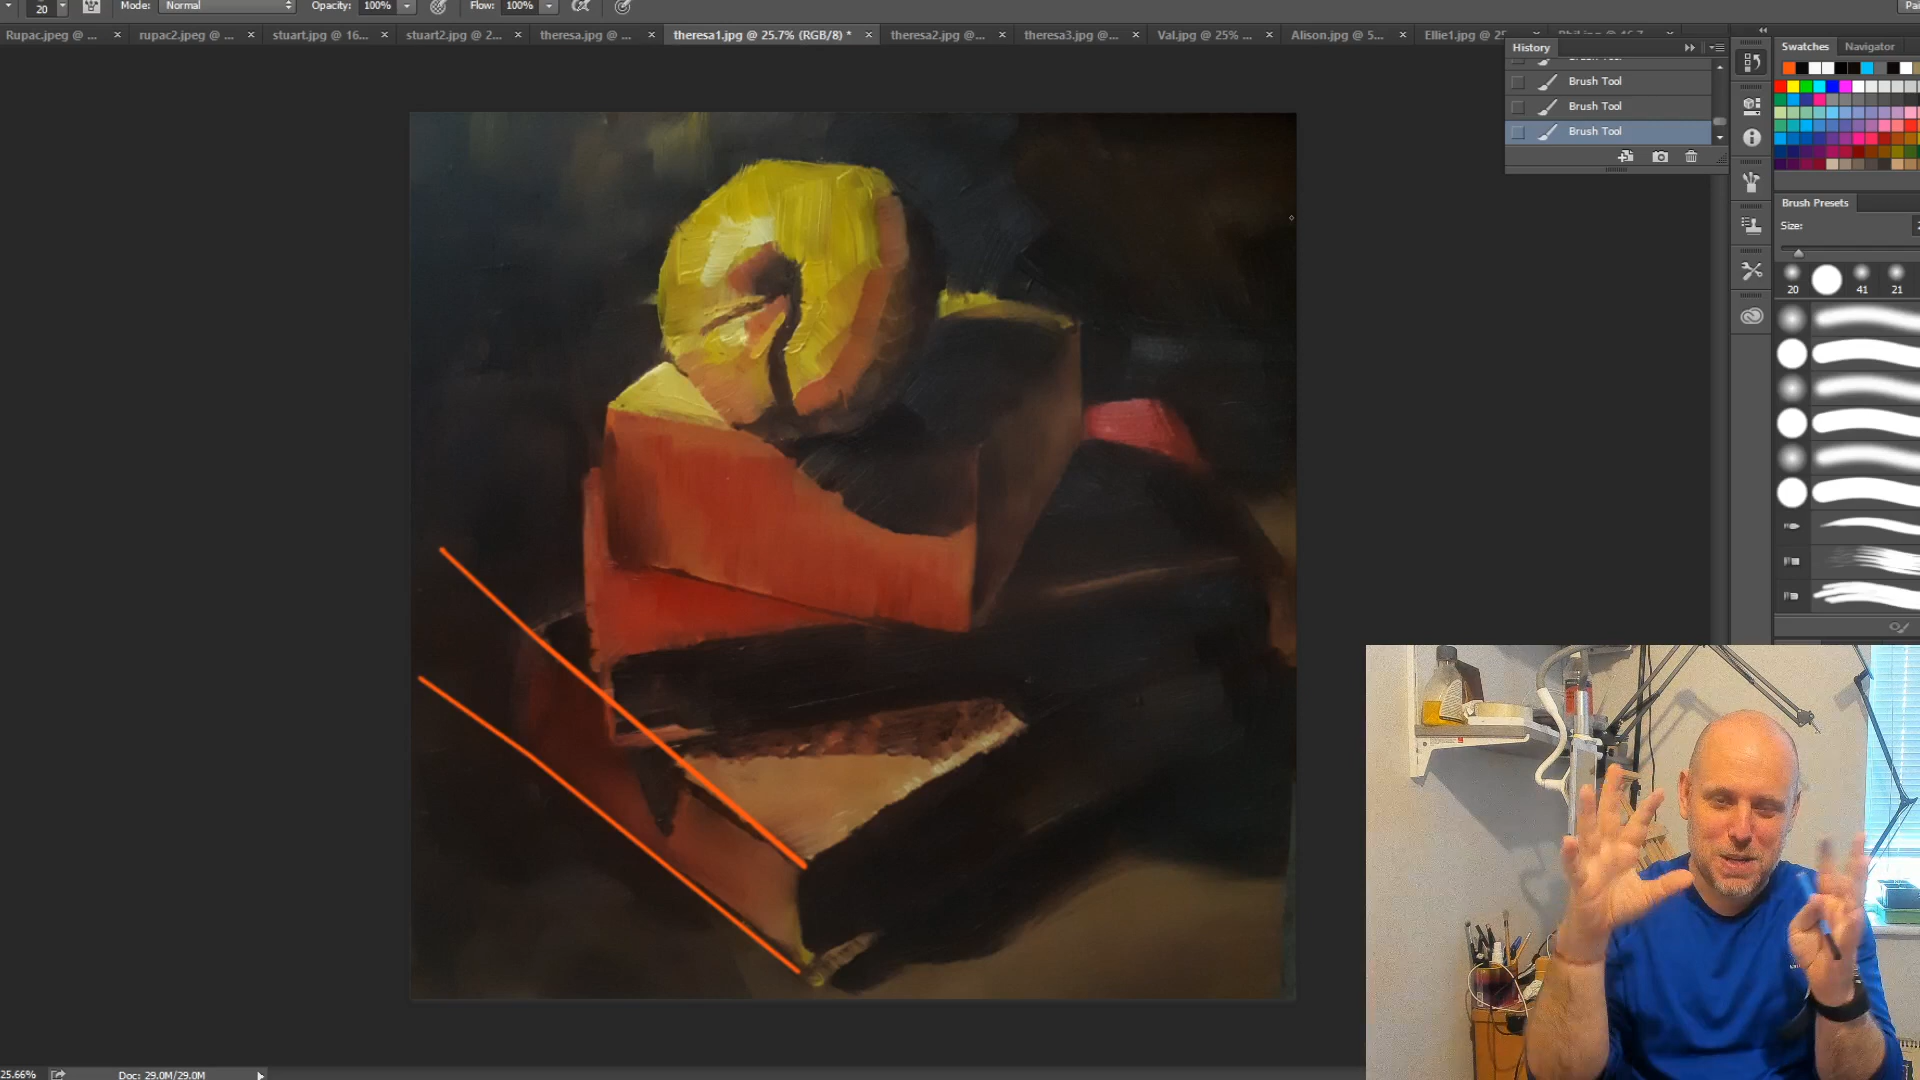 20 Mode: Normal Opacity: 100% Flow: 100%
Rupac.jpeg @ ... × rupac2.jpeg @ ... × stuart.jpg @ 16... × stuart2.jpg @ 2... × theresa.jpg @ ... × theresa1.jpg @ 25.7% (RGB/8) * × theresa2.jpg @... × theresa3.jpg @... × Val.jpg @ 25% ... × Alison.jpg @ 5... × Ellie1.jpg @ 25
History
Brush Tool
Brush Tool
Brush Tool
Swatches Navigator
Brush Presets
Size:
20 41 21
25.66% Doc: 29.0M/29.0M